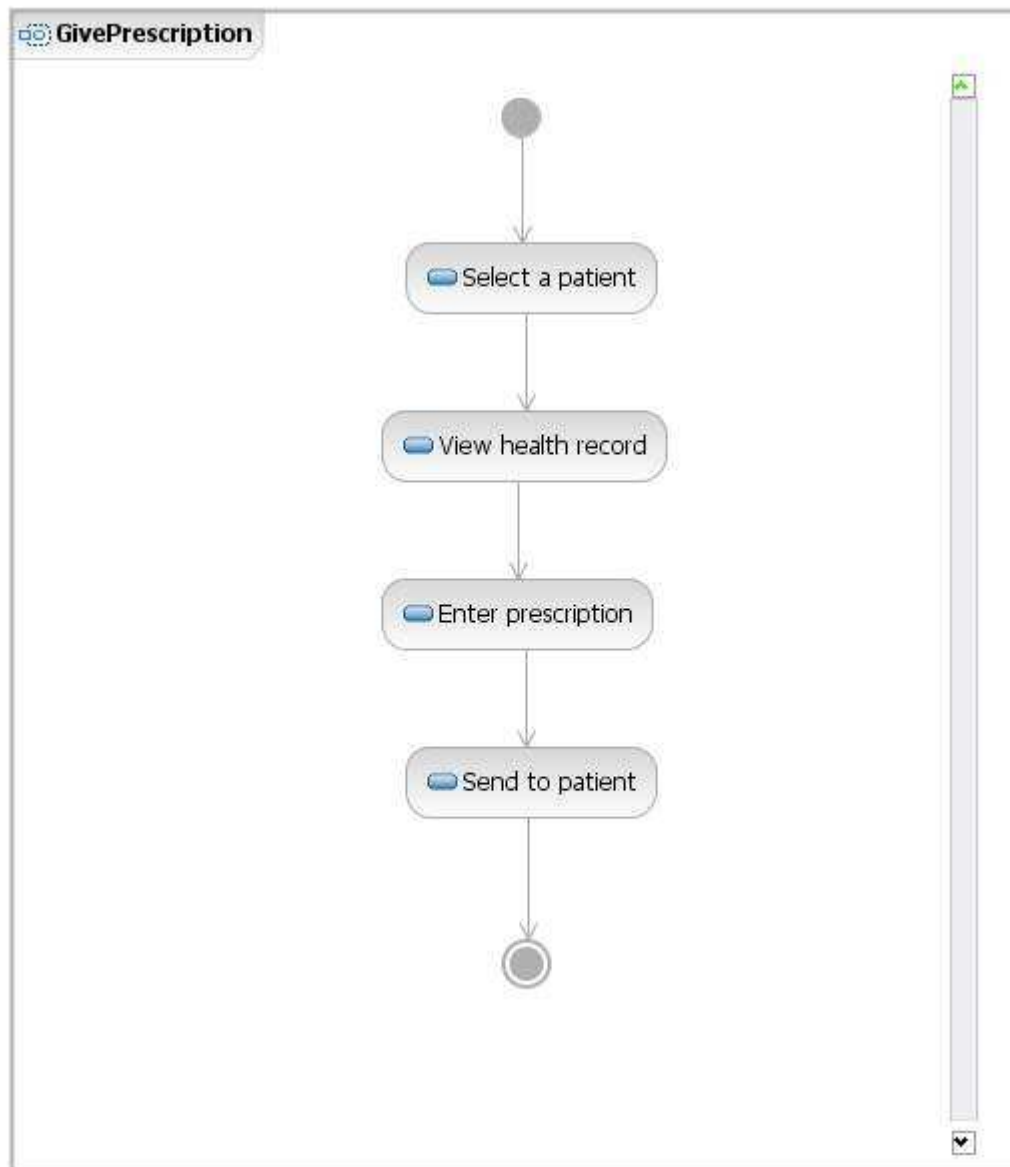 GivePrescription
Select a patient
View health record
Enter prescription
Send to patient